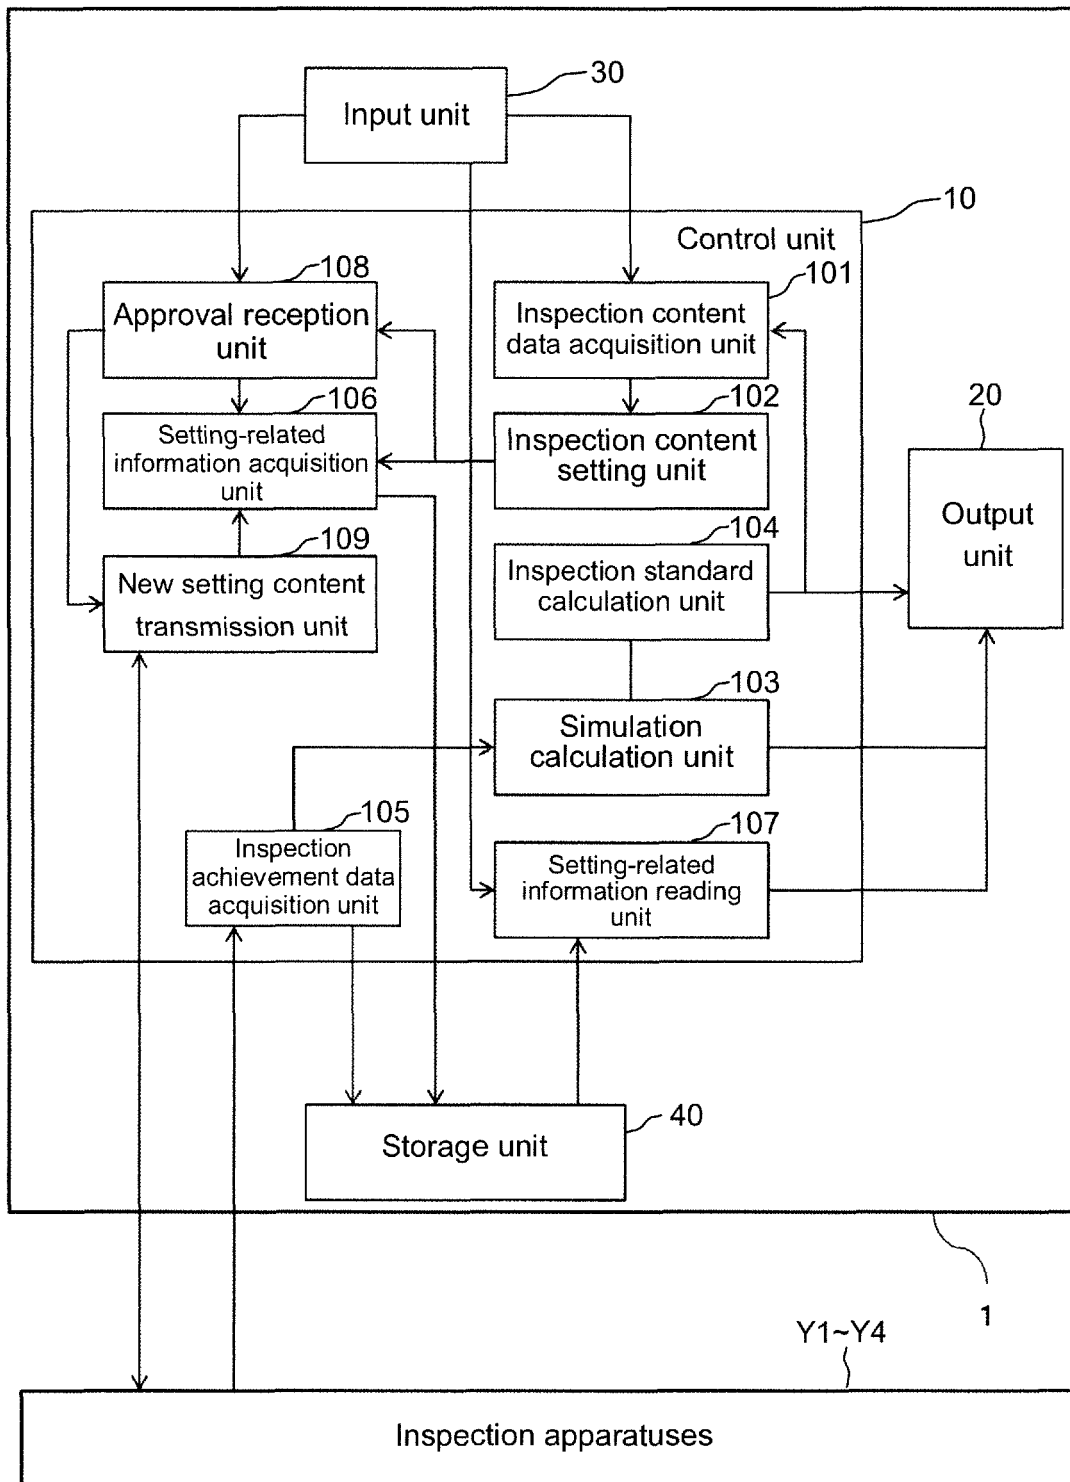 30
Input unit
10
Control unit
108
Approval reception
unit
101
Inspection content
data acquisition unit
106
Setting-related
information acquisition
unit
102
Inspection content
setting unit
20
Output
unit
109
New setting content
transmission unit
104
Inspection standard
calculation unit
103
Simulation
calculation unit
105
Inspection
achievement data
acquisition unit
107
Setting-related
information reading
unit
Storage unit
40
1
Y1~Y4
Inspection apparatuses